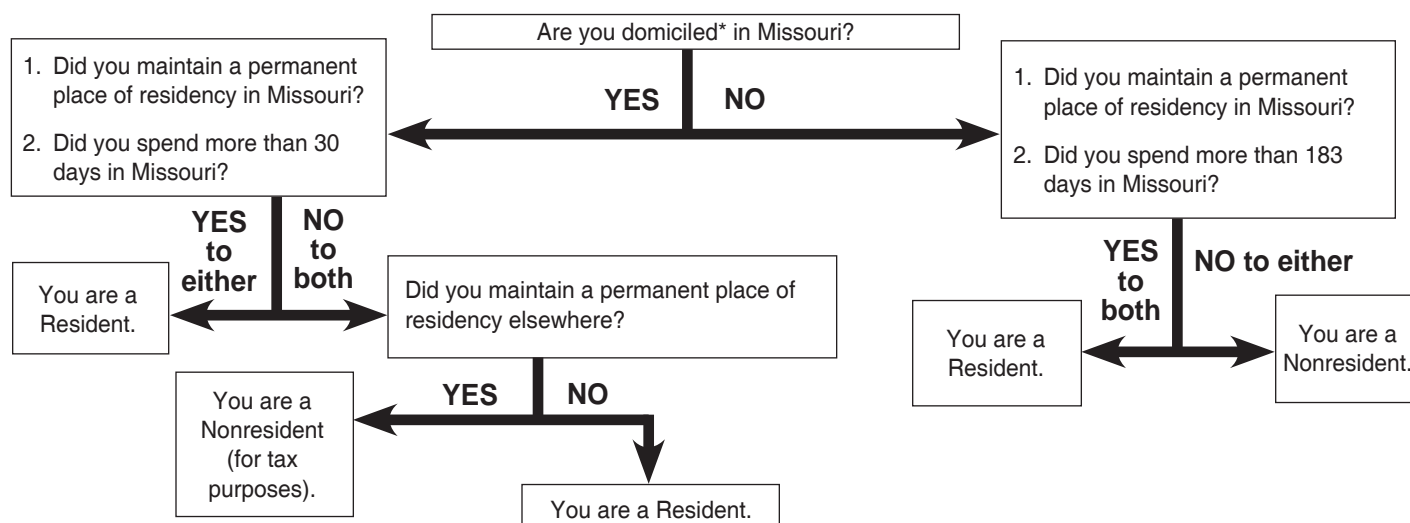 Are you domiciled* in Missouri?
YES
NO
1. Did you maintain a permanent
place of residency in Missouri?
2. Did you spend more than 30
days in Missouri?
1. Did you maintain a permanent
place of residency in Missouri?
2. Did you spend more than 183
days in Missouri?
YES
to
either
NO
to
both
You are a
Resident.
Did you maintain a permanent place of
residency elsewhere?
YES
to
both
NO to either
You are a
Resident.
You are a
Nonresident.
YES
NO
You are a
Nonresident
(for tax
purposes).
You are a Resident.